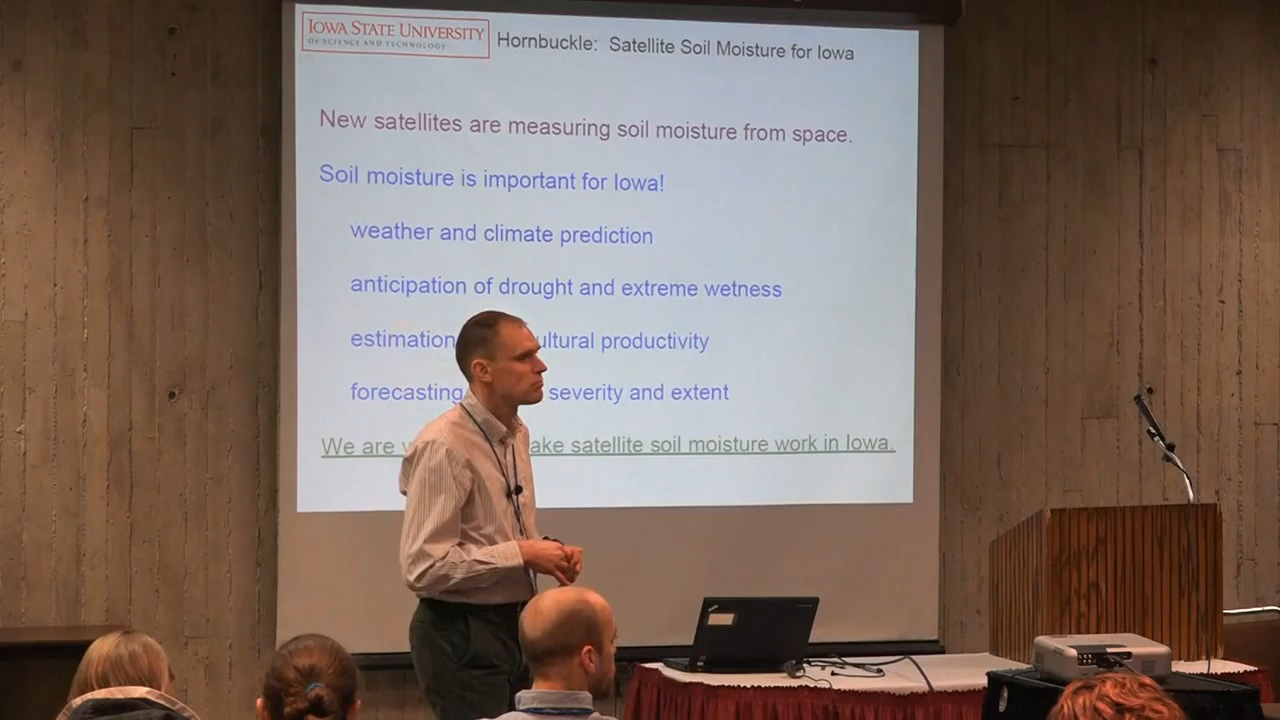 IOWA STATE UNIVERSITY
OF SCIENCE AND TECHNOLOGY
Hornbuckle: Satellite Soil Moisture for Iowa
New satellites are measuring soil moisture from space.
Soil moisture is important for Iowa!
weather and climate prediction
anticipation of drought and extreme wetness
estimation ultural productivity
forecasting severity and extent
We are ake satellite soil moisture work in Iowa.